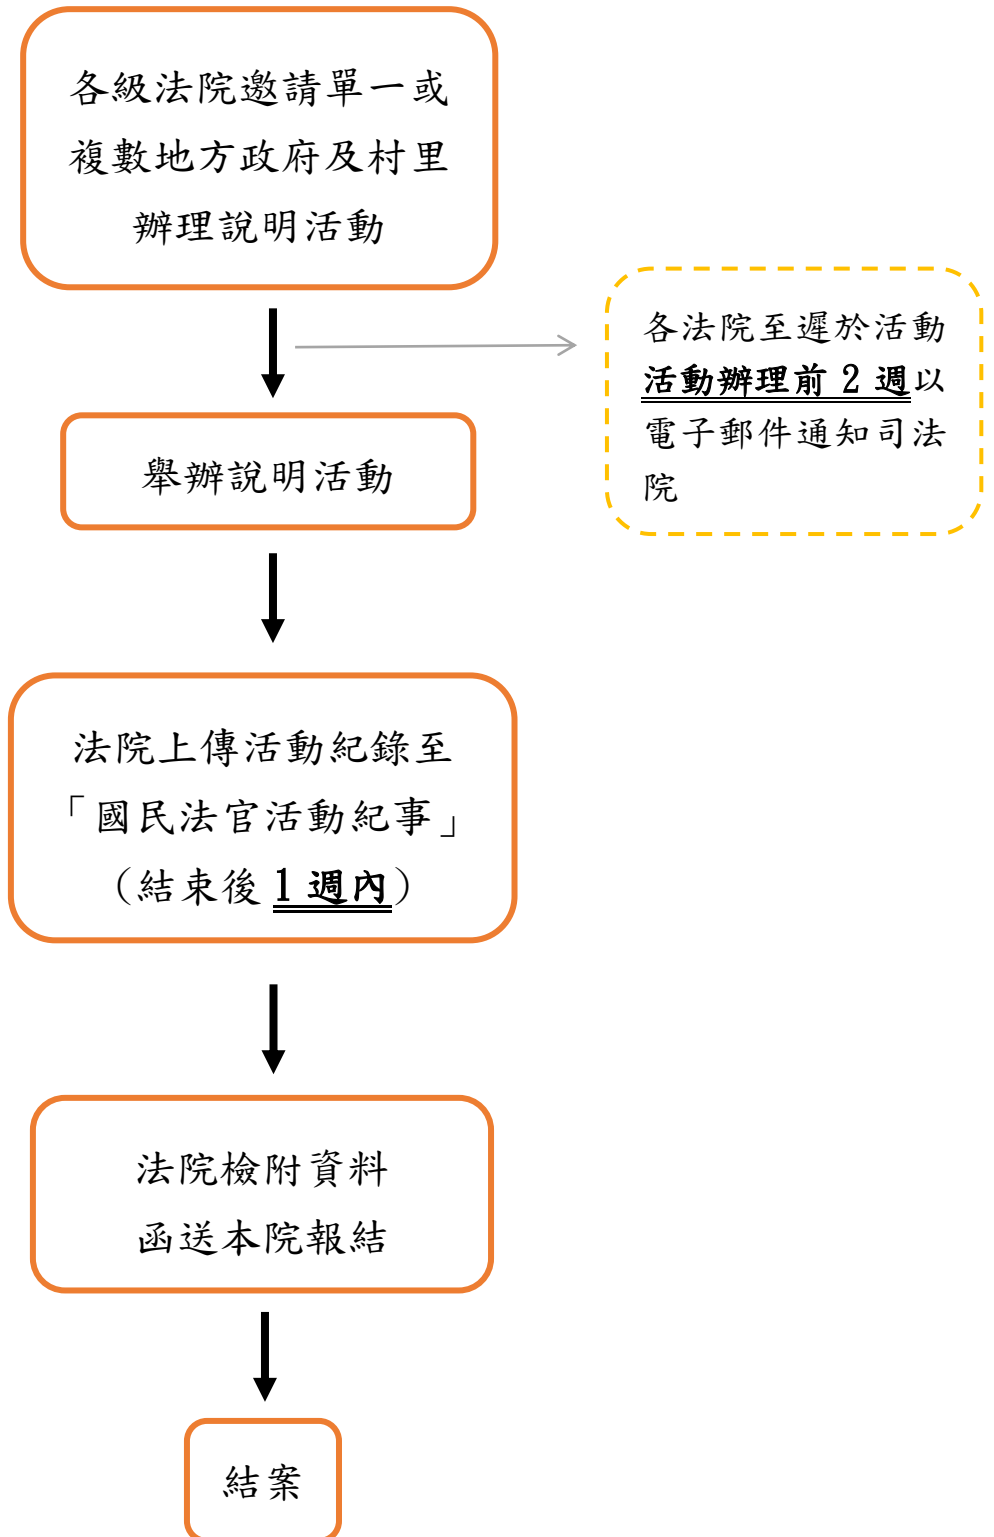 各級法院邀請單一或
複數地方政府及村里
辦理說明活動
各法院至遲於活動
活動辦理前 2 週以
電子郵件通知司法
院
舉辦說明活動
法院上傳活動紀錄至
「國民法官活動紀事」
（結束後 1 週內）
法院檢附資料
函送本院報結
結案